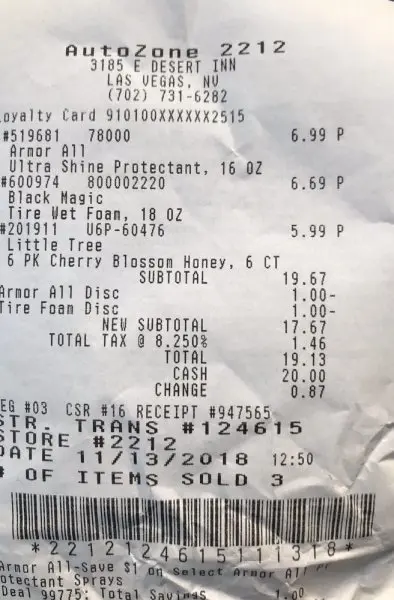 AutoZone 2212
3185 E DESERT INN
LAS VEGAS, NV
(702) 731-6282
oyalty Card 910100XXXXXX2515
#519681 78000 6.99 P
Armor All
Ultra Shine Protectant, 16 OZ
#600974 800002220 6.69 P
Black Magic
Tire Wet Foam, 18 OZ
#201911 U6P-60476 5.99 P
Little Tree
6 PK Cherry Blossom Honey, 6 CT
SUBTOTAL 19.67
Armor All Disc 1.00-
Tire Foam Disc 1.00-
NEW SUBTOTAL 17.67
TOTAL TAX @ 8.250% 1.46
TOTAL 19.13
CASH 20.00
CHANGE 0.87
EG #03 CSR #16 RECEIPT #947565
STR. TRANS #124615
STORE #2212
DATE 11/13/2018 12:50
# OF ITEMS SOLD 3
*221212461511318*
Armor All-Save $1 on Select Armor All
otectant Sprays
Deal 99775: Total Savings 1.00